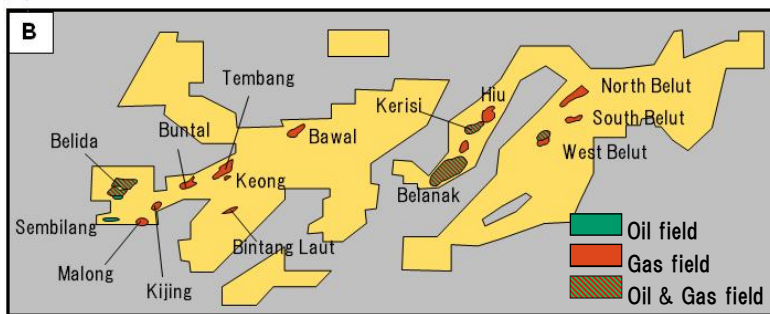 B
Tembang
Hiu
Kerisi
North Belut
Buntal
Bawal
South Belut
Belida
West Belut
Keong
Belanak
Sembilang
Bintang Laut
Malong
Kijing
Oil field
Gas field
Oil & Gas field